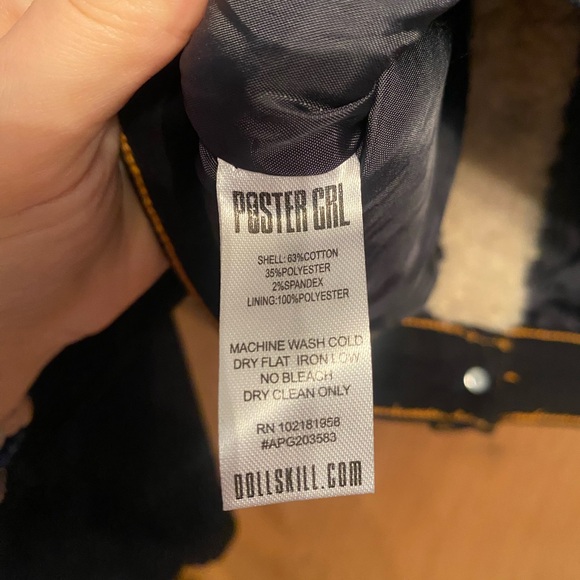 POSTER GRL
SHELL: 63%COTTON
35%POLYESTER
2%SPANDEX
LINING:100%POLYESTER
MACHINE WASH COLD
DRY FLAT IRON LOW
NO BLEACH
DRY CLEAN ONLY
RN 102181958
#APG203583
DOLLSKILL.COM